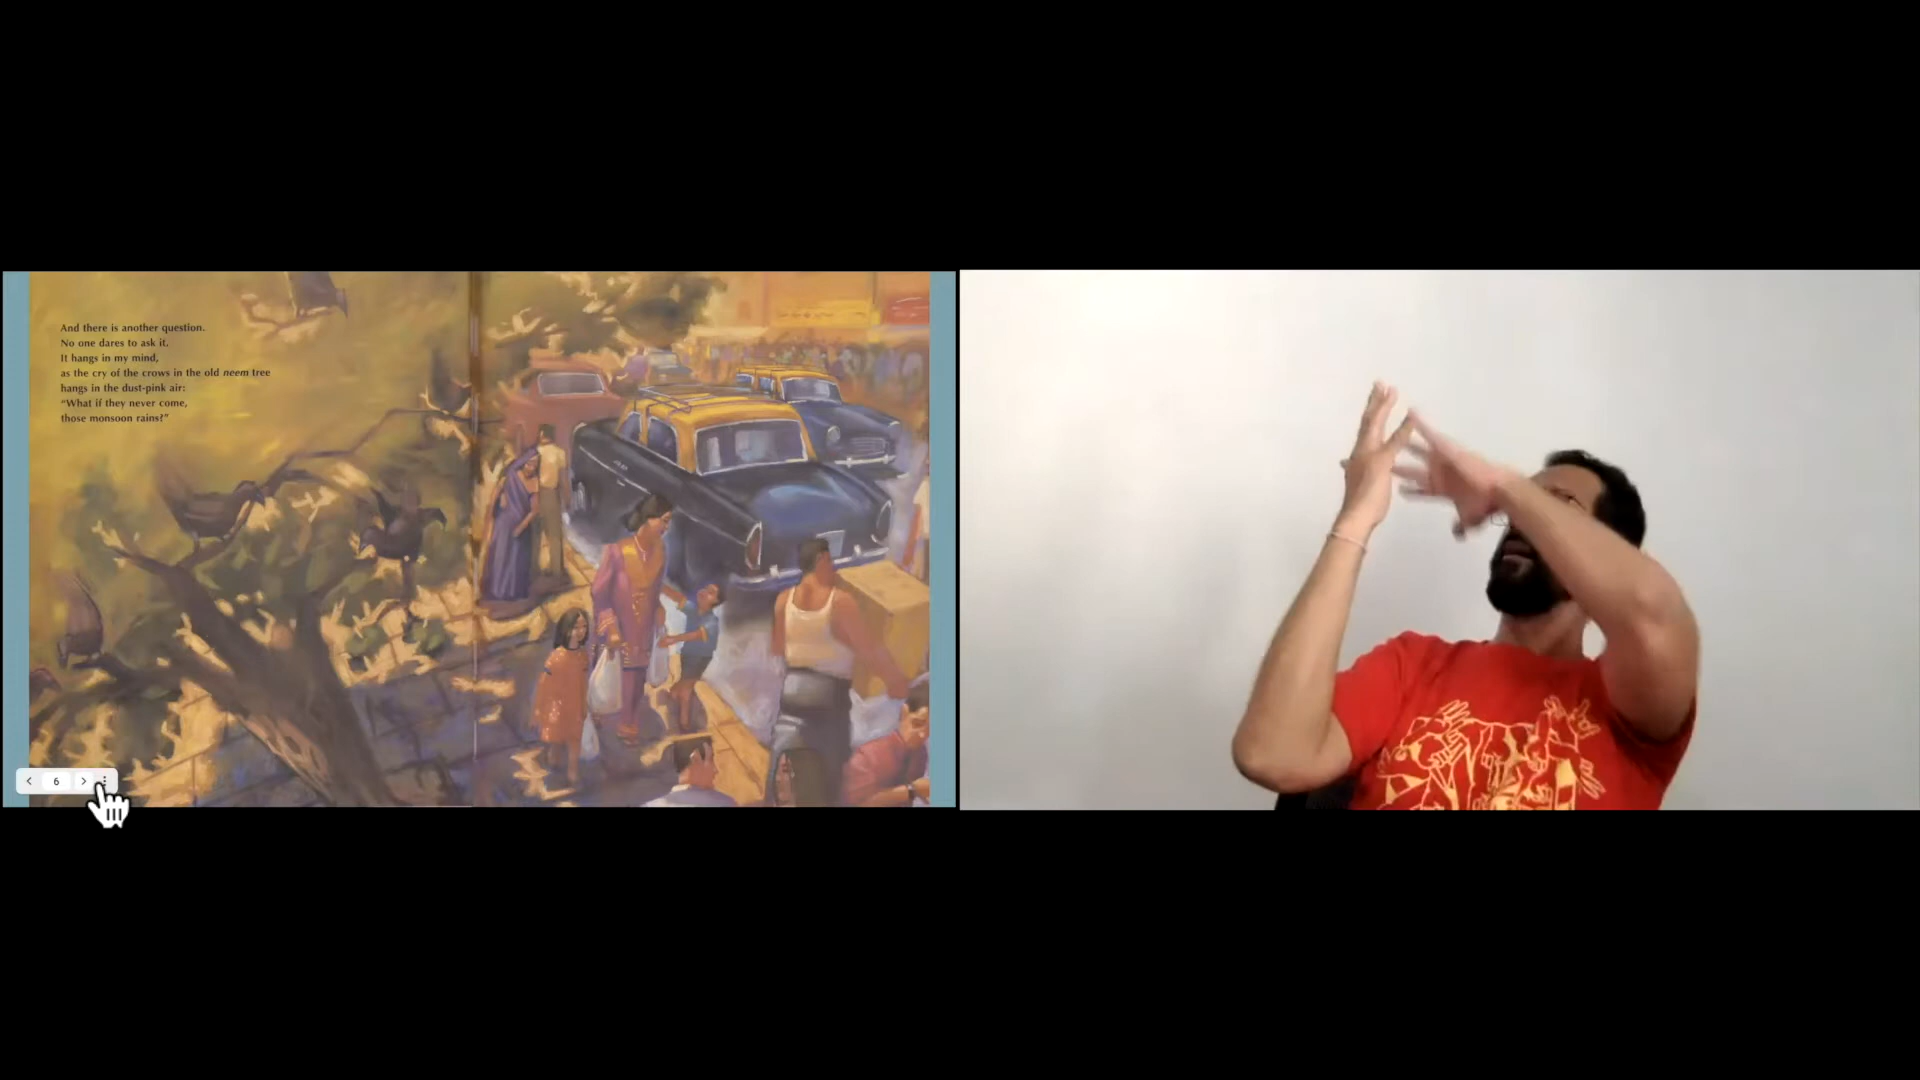 And there is another question.
No one dares to ask it.
It hangs in my mind,
as the cry of the crows in the old neem tree
hangs in the dust-pink air:
“What if they never come,
those monsoon rains?”
6